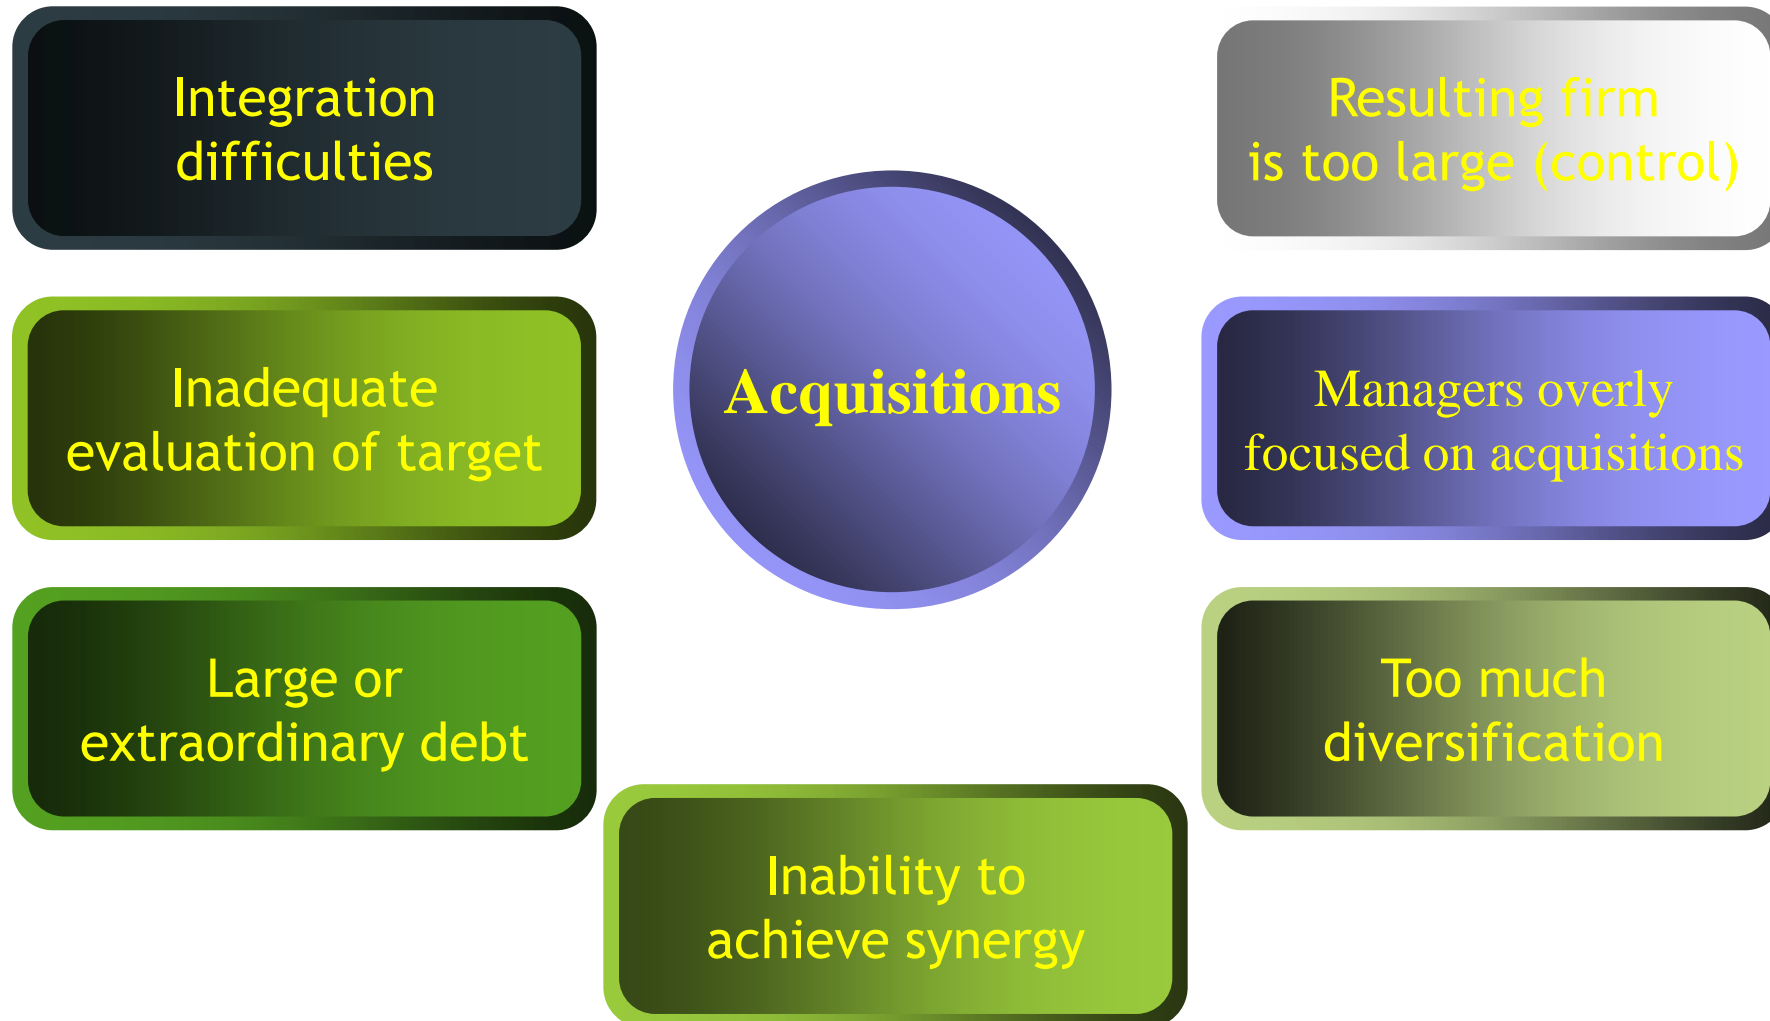 Integration
difficulties
Inadequate
evaluation of target
Large or
extraordinary debt
Inability to
achieve synergy
Acquisitions
Resulting firm
is too large (control)
Managers overly
focused on acquisitions
Too much
diversification